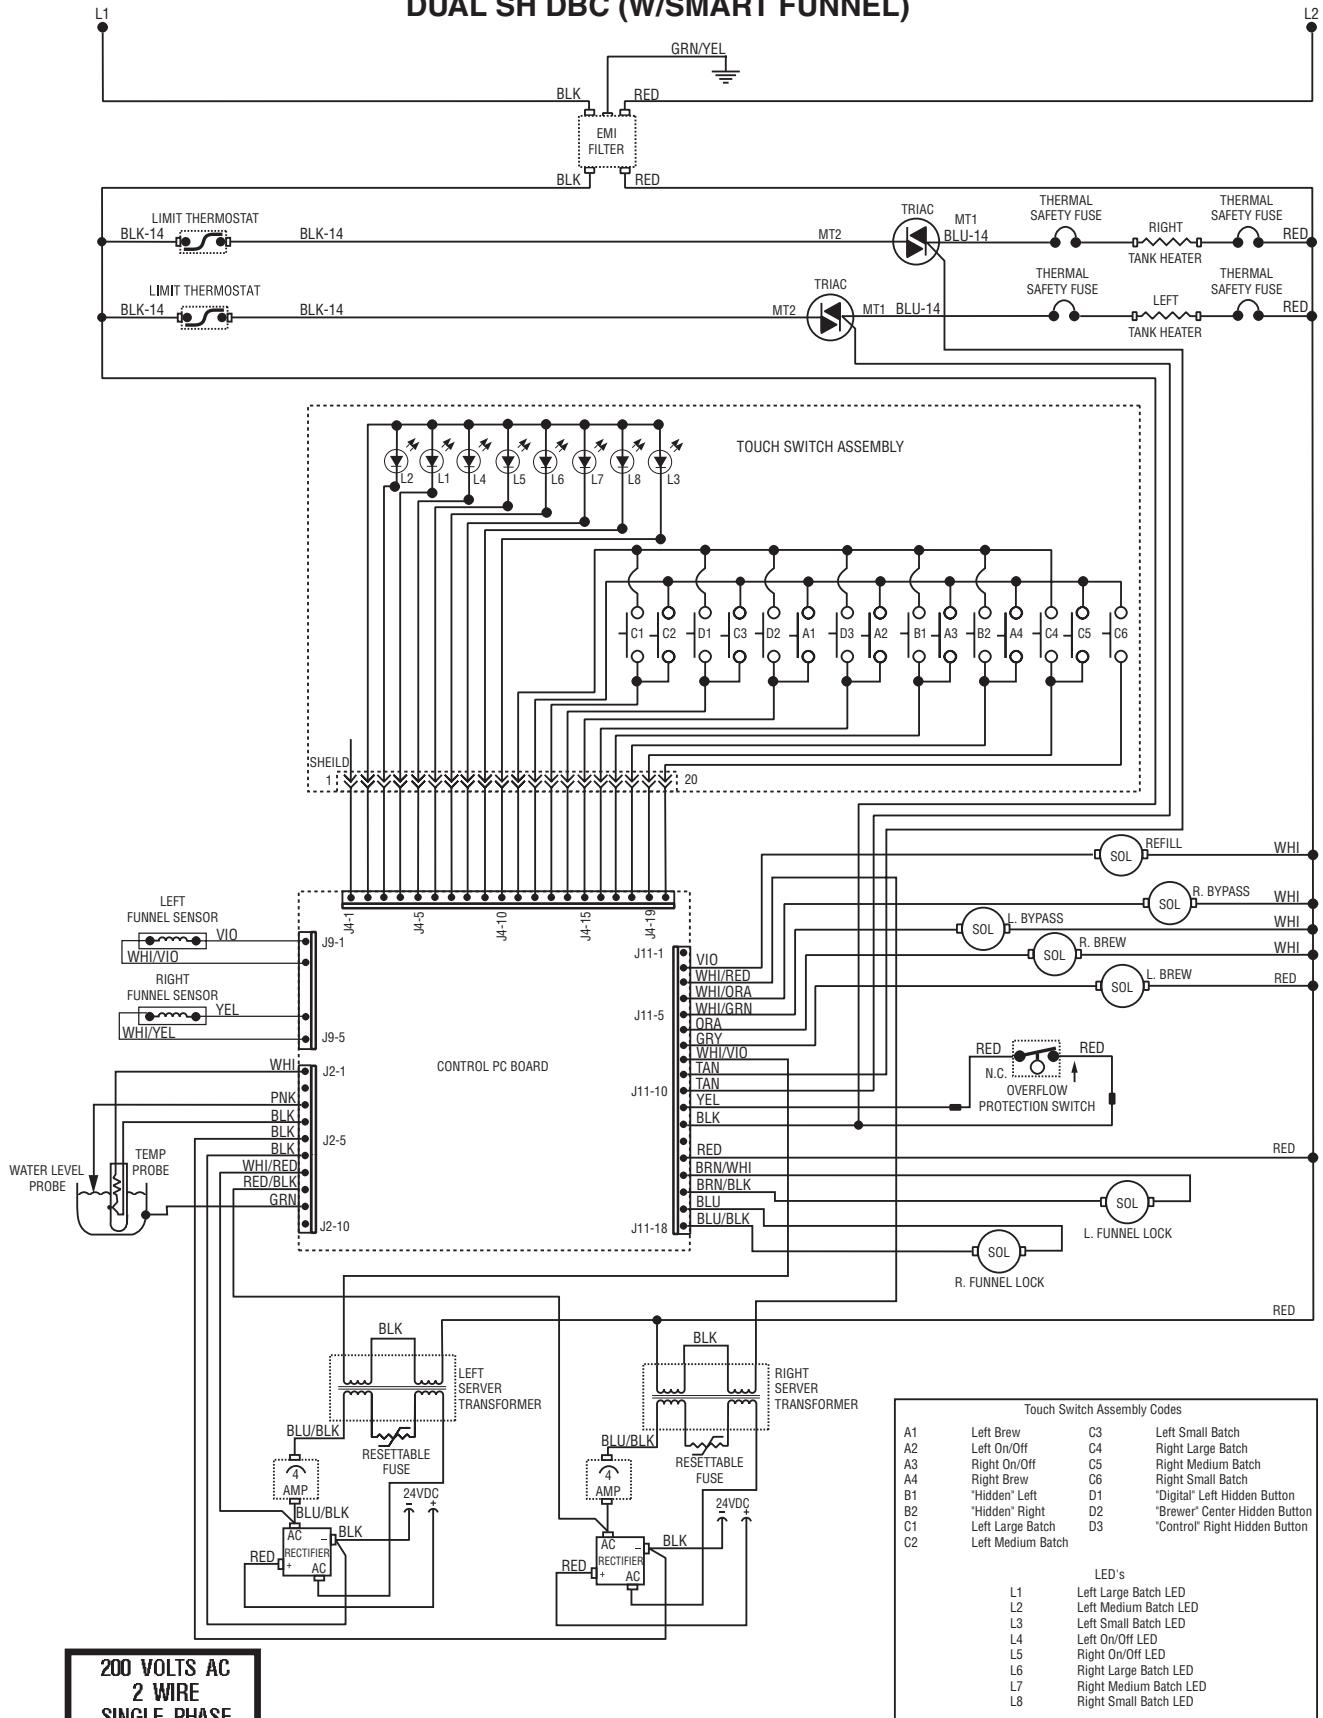 DUAL SH DBC (W/SMART FUNNEL)
L1
L2
GRN/YEL
BLK
RED
EMI
FILTER
BLK
RED
LIMIT THERMOSTAT
BLK-14
BLK-14
MT2
TRIAC
MT1
BLU-14
THERMAL
SAFETY FUSE
RIGHT
TANK HEATER
THERMAL
SAFETY FUSE
RED
LIMIT THERMOSTAT
BLK-14
BLK-14
MT2
TRIAC
MT1
BLU-14
THERMAL
SAFETY FUSE
LEFT
TANK HEATER
THERMAL
SAFETY FUSE
RED
TOUCH SWITCH ASSEMBLY
L2 L1 L4 L5 L6 L7 L8 L3
C1 C2 D1 C3 D2 A1 D3 A2 B1 A3 B2 A4 C4 C5 C6
SHEILD
1
20
J4-1
J4-5
J4-10
J4-15
J4-19
REFILL
SOL
WHI
R. BYPASS
SOL
WHI
L. BYPASS
SOL
WHI
R. BREW
SOL
WHI
L. BREW
SOL
RED
LEFT
FUNNEL SENSOR
VIO
WHI/VIO
RIGHT
FUNNEL SENSOR
YEL
WHI/YEL
J9-1
J9-5
CONTROL PC BOARD
J11-1
J11-5
J11-10
J11-18
VIO
WHI/RED
WHI/ORA
WHI/GRN
ORA
GRY
WHI/VIO
TAN
TAN
YEL
BLK
RED
BRN/WHI
BRN/BLK
BLU
BLU/BLK
RED
RED
N.C.
OVERFLOW
PROTECTION SWITCH
RED
SOL
L. FUNNEL LOCK
SOL
R. FUNNEL LOCK
WHI
PNK
BLK
BLK
BLK
WHI/RED
RED/BLK
GRN
J2-1
J2-5
J2-10
WATER LEVEL
PROBE
TEMP
PROBE
RED
BLK
LEFT
SERVER
TRANSFORMER
BLU/BLK
RESETTABLE
FUSE
4
AMP
BLU/BLK
24VDC
- +
AC
-
BLK
RECTIFIER
RED
+
AC
BLK
RIGHT
SERVER
TRANSFORMER
BLU/BLK
RESETTABLE
FUSE
4
AMP
24VDC
- +
AC
-
BLK
RECTIFIER
RED
+
AC
Touch Switch Assembly Codes
A1 Left Brew C3 Left Small Batch
A2 Left On/Off C4 Right Large Batch
A3 Right On/Off C5 Right Medium Batch
A4 Right Brew C6 Right Small Batch
B1 "Hidden" Left D1 "Digital" Left Hidden Button
B2 "Hidden" Right D2 "Brewer" Center Hidden Button
C1 Left Large Batch D3 "Control" Right Hidden Button
C2 Left Medium Batch
LED's
L1 Left Large Batch LED
L2 Left Medium Batch LED
L3 Left Small Batch LED
L4 Left On/Off LED
L5 Right On/Off LED
L6 Right Large Batch LED
L7 Right Medium Batch LED
L8 Right Small Batch LED
200 VOLTS AC
2 WIRE
SINGLE PHASE